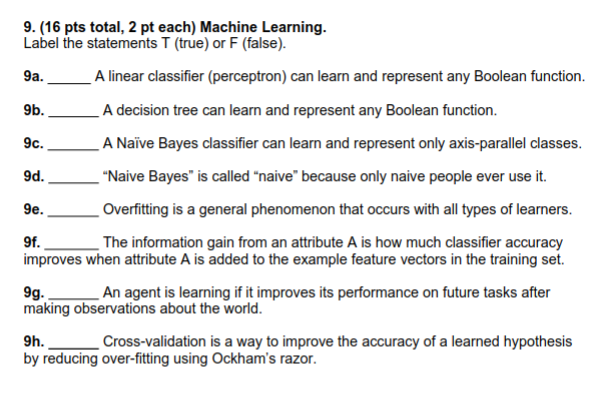 9. (16 pts total, 2 pt each) Machine Learning.
Label the statements T (true) or F (false).
9a. ______ A linear classifier (perceptron) can learn and represent any Boolean function.
9b. _______ A decision tree can learn and represent any Boolean function.
9c. _______ A Naïve Bayes classifier can learn and represent only axis-parallel classes.
9d. _______ “Naive Bayes” is called “naive” because only naive people ever use it.
9e. _______ Overfitting is a general phenomenon that occurs with all types of learners.
9f. _______ The information gain from an attribute A is how much classifier accuracy
improves when attribute A is added to the example feature vectors in the training set.
9g. _______ An agent is learning if it improves its performance on future tasks after
making observations about the world.
9h. _______ Cross-validation is a way to improve the accuracy of a learned hypothesis
by reducing over-fitting using Ockham’s razor.